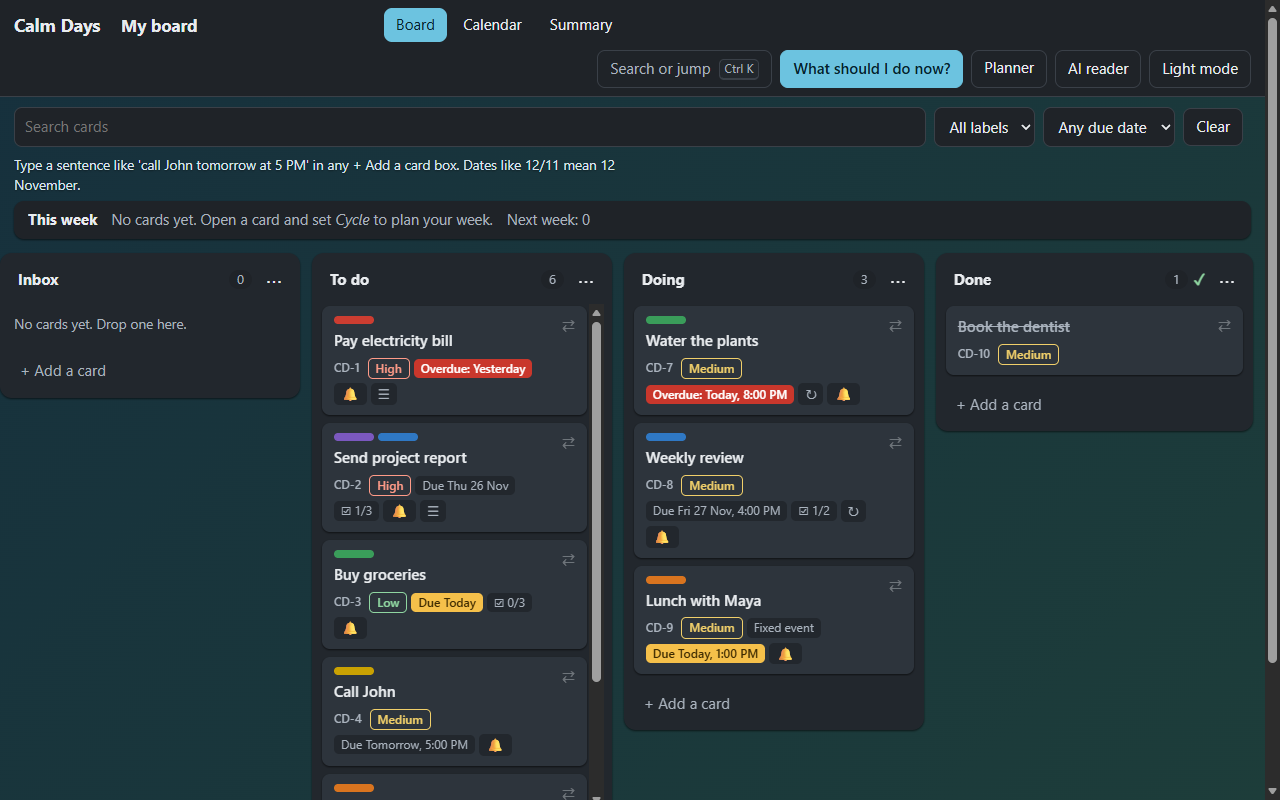 Calm Days My board Board Calendar Summary
Search or jump Ctrl K What should I do now? Planner AI reader Light mode
Search cards All labels Any due date Clear
Type a sentence like 'call John tomorrow at 5 PM' in any + Add a card box. Dates like 12/11 mean 12
November.
This week No cards yet. Open a card and set Cycle to plan your week. Next week: 0
Inbox 0 ...
No cards yet. Drop one here.
+ Add a card
To do 6 ...
Pay electricity bill
CD-1 High Overdue: Yesterday
Send project report
CD-2 High Due Thu 26 Nov
1/3
Buy groceries
CD-3 Low Due Today 0/3
Call John
CD-4 Medium
Due Tomorrow, 5:00 PM
Doing 3 ...
Water the plants
CD-7 Medium
Overdue: Today, 8:00 PM
Weekly review
CD-8 Medium
Due Fri 27 Nov, 4:00 PM 1/2
Lunch with Maya
CD-9 Medium Fixed event
Due Today, 1:00 PM
+ Add a card
Done 1 ✓ ...
Book the dentist
CD-10 Medium
+ Add a card